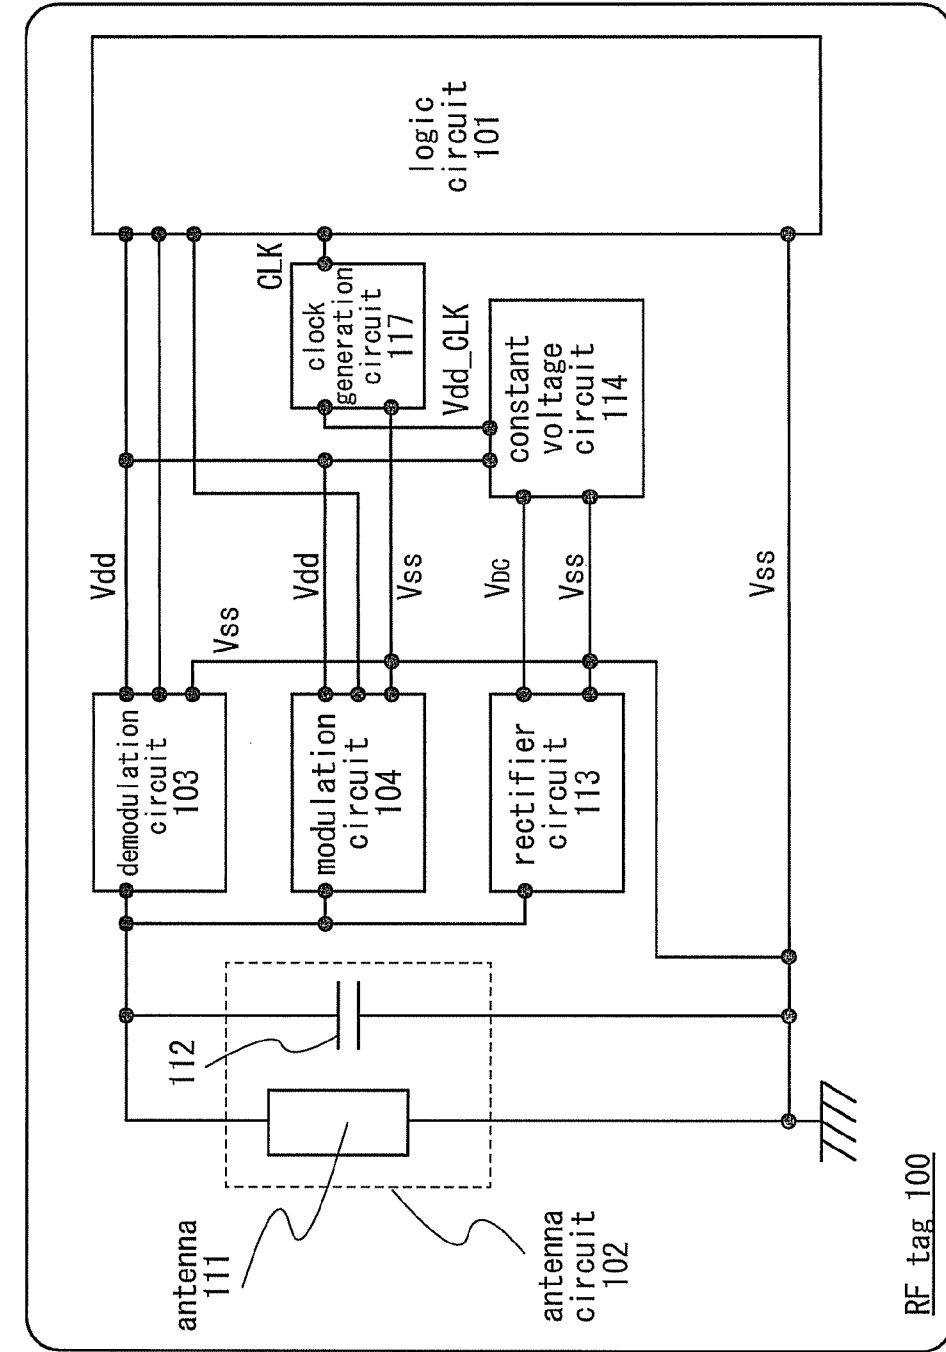 antenna
111
antenna
circuit
102
112
demodulation
circuit
103
modulation
circuit
104
rectifier
circuit
113
Vdd
Vss
Vdd
Vss
VDC
Vss
Vss
Vdd_CLK
constant
voltage
circuit
114
CLK
clock
generation
circuit
117
logic
circuit
101
RF tag 100